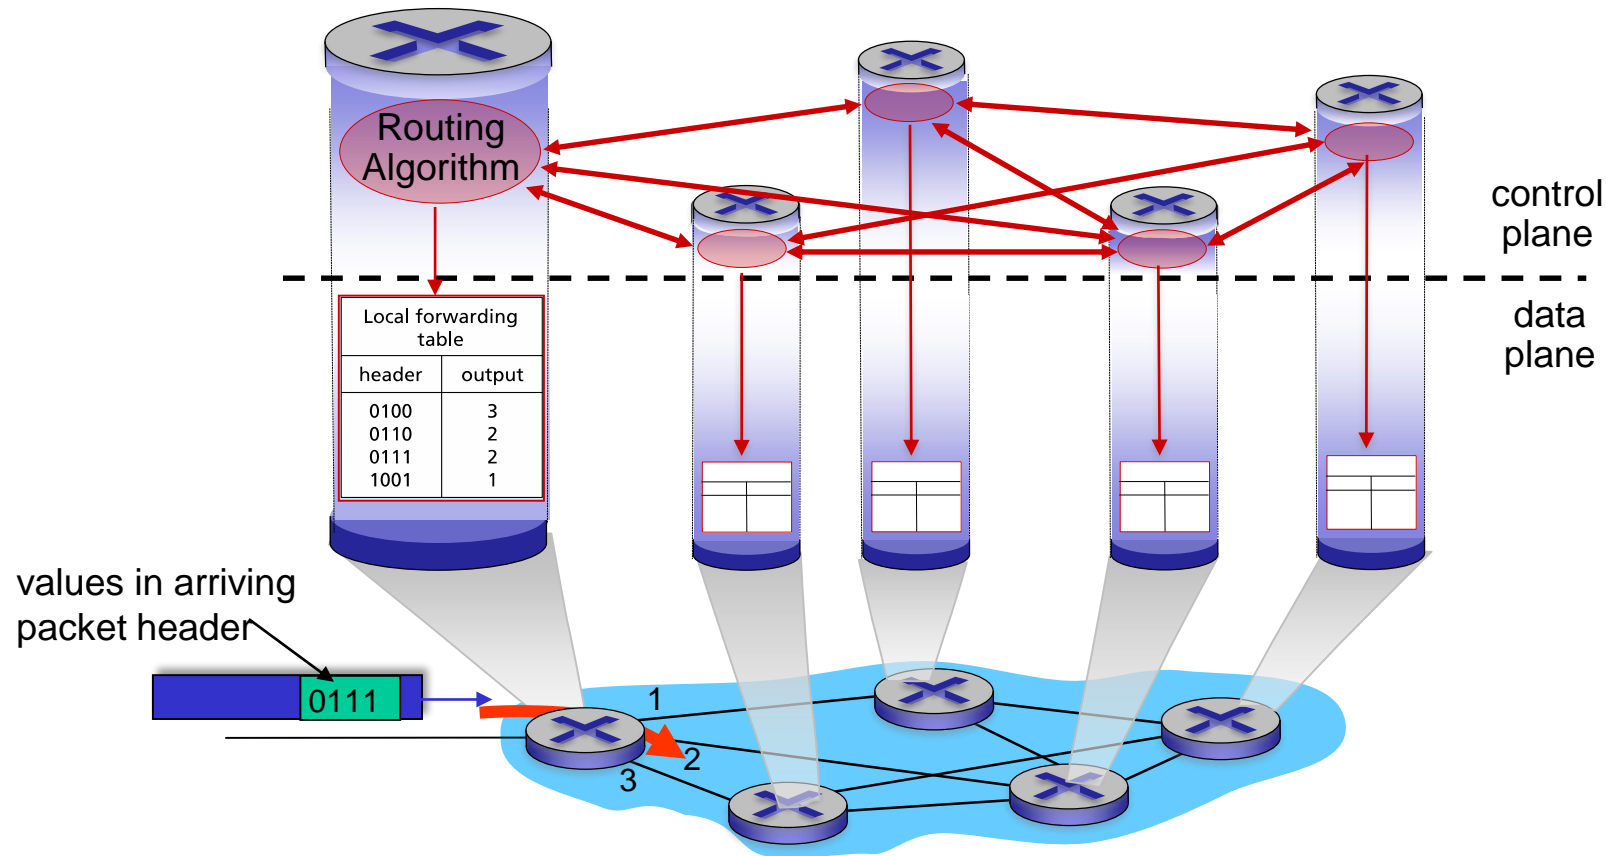 Routing
Algorithm
control
plane
data
plane
Local forwarding
table
header output
0100 3
0110 2
0111 2
1001 1
values in arriving
packet header
0111
1
2
3